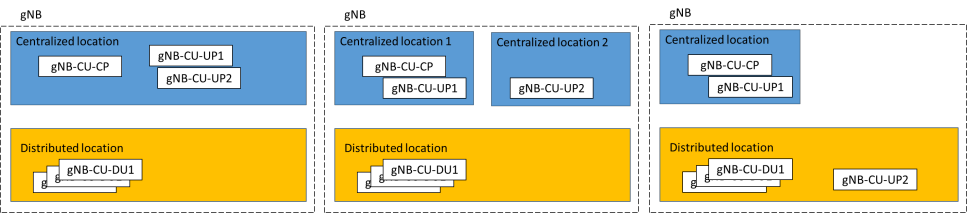 gNB
Centralized location
gNB-CU-CP
gNB-CU-UP1
gNB-CU-UP2
Distributed location
gNB-CU-DU1
gNB
Centralized location 1
gNB-CU-CP
gNB-CU-UP1
Centralized location 2
gNB-CU-UP2
Distributed location
gNB-CU-DU1
gNB
Centralized location
gNB-CU-CP
gNB-CU-UP1
Distributed location
gNB-CU-DU1
gNB-CU-UP2